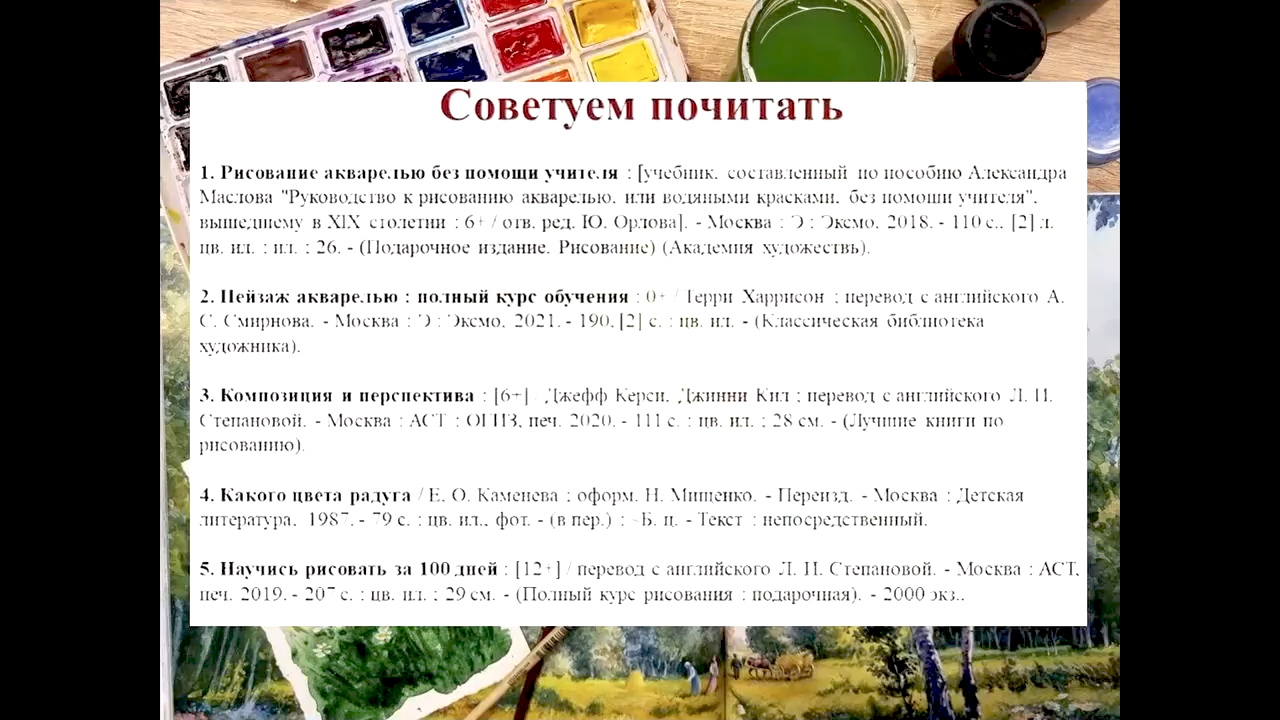 Советуем почитать
1. Рисование акварелью без помощи учителя : [учебник, составленный по пособию Александра
Маслова "Руководство к рисованию акварелью, или водяными красками, без помощи учителя",
вышедшему в XIX столетии : 6+ / отв. ред. Ю. Орлова]. - Москва : Э : Эксмо, 2018. - 110 с., [2] л.
цв. ил. : ил. ; 26. - (Подарочное издание. Рисование) (Академия художествъ).
2. Пейзаж акварелью : полный курс обучения : 0+ / Терри Харрисон ; перевод с английского А.
С. Смирнова. - Москва : Э : Эксмо, 2021. - 190, [2] с. : цв. ил. - (Классическая библиотека
художника).
3. Композиция и перспектива : [6+] / Джефф Керси, Джинни Кил ; перевод с английского Л. И.
Степановой. - Москва : АСТ : ОГИЗ, печ. 2020. - 111 с. : цв. ил. ; 28 см. - (Лучшие книги по
рисованию).
4. Какого цвета радуга / Е. О. Каменева ; оформ. Н. Мищенко. - Переизд. - Москва : Детская
литература, 1987. - 79 с. : цв. ил., фот. - (в пер.) : ~Б. ц. - Текст : непосредственный.
5. Научись рисовать за 100 дней : [12+] / перевод с английского Л. И. Степановой. - Москва : АСТ,
печ. 2019. - 207 с. : цв. ил. ; 29 см. - (Полный курс рисования : подарочная). - 2000 экз..